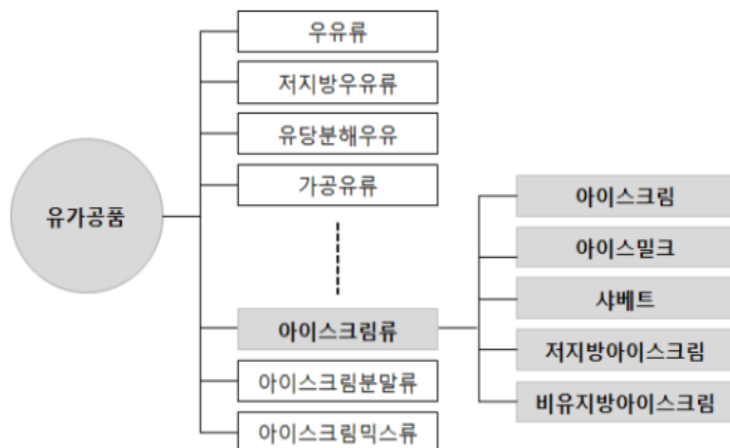 유가공품
우유류
저지방우유류
유당분해우유
가공유류
아이스크림류
아이스크림분말류
아이스크림믹스류
아이스크림
아이스밀크
샤베트
저지방아이스크림
비유지방아이스크림